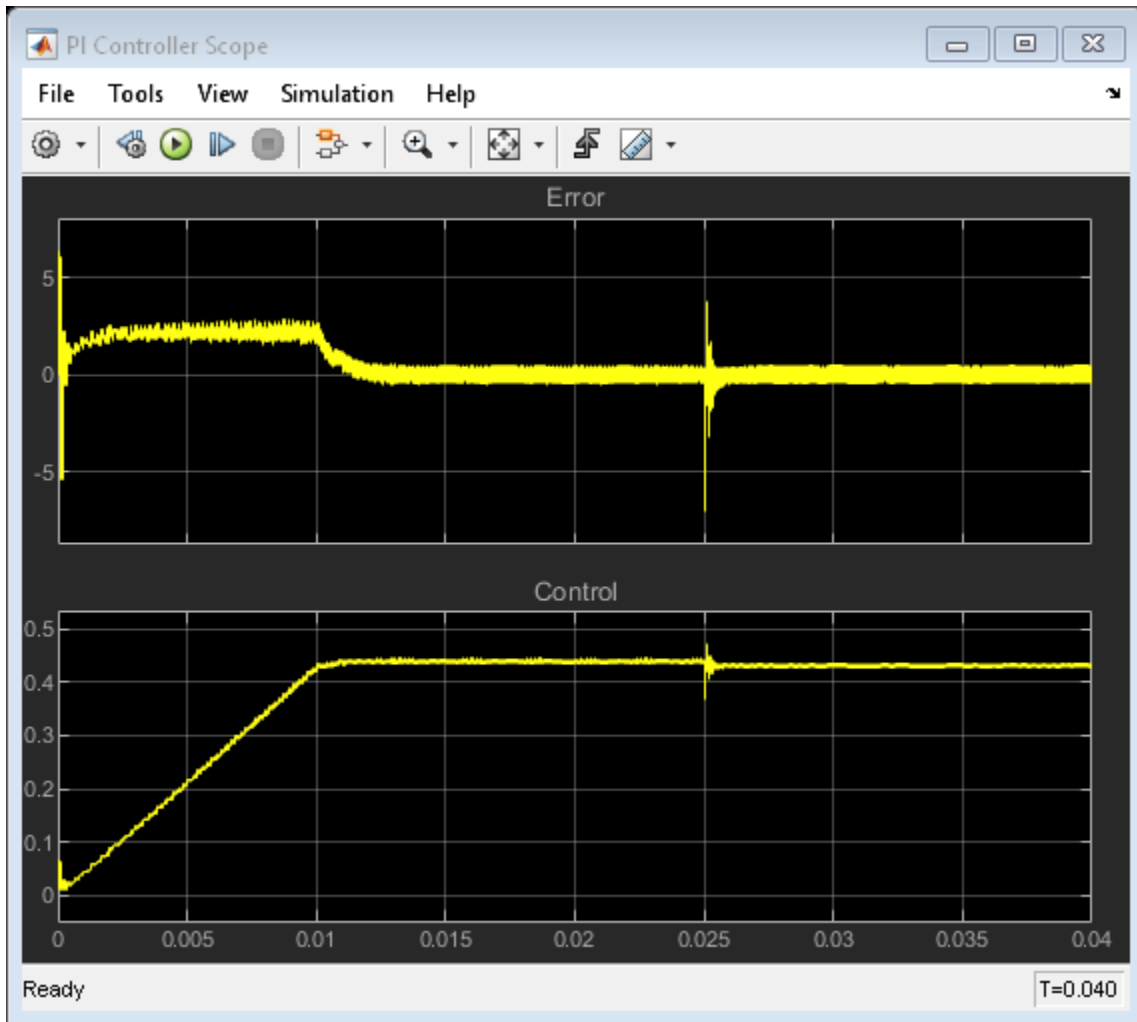 PI Controller Scope
File Tools View Simulation Help
Error
5
0
-5
Control
0.5
0.4
0.3
0.2
0.1
0
0 0.005 0.01 0.015 0.02 0.025 0.03 0.035 0.04
Ready T=0.040